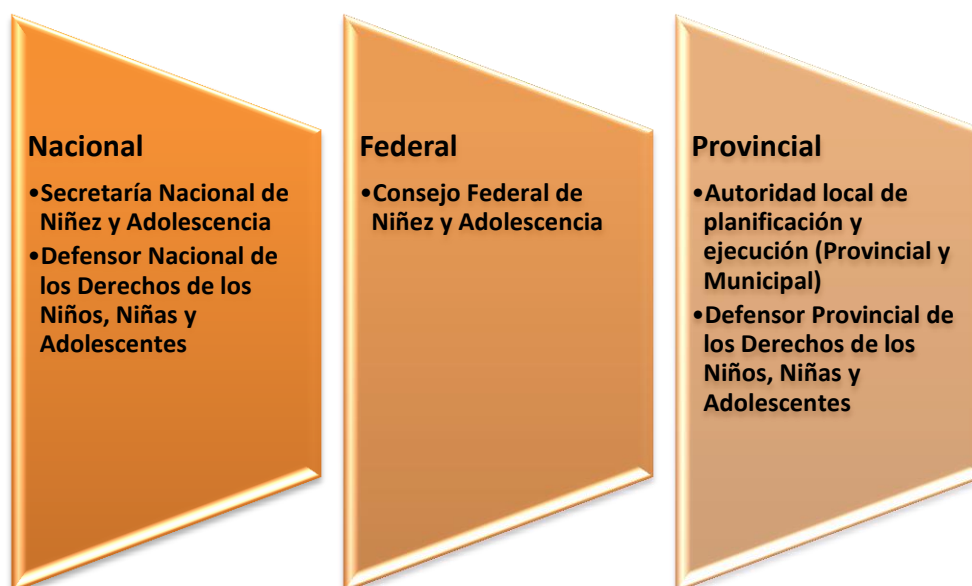 Nacional
•Secretaría Nacional de
Niñez y Adolescencia
•Defensor Nacional de
los Derechos de los
Niños, Niñas y
Adolescentes
Federal
•Consejo Federal de
Niñez y Adolescencia
Provincial
•Autoridad local de
planificación y
ejecución (Provincial y
Municipal)
•Defensor Provincial de
los Derechos de los
Niños, Niñas y
Adolescentes